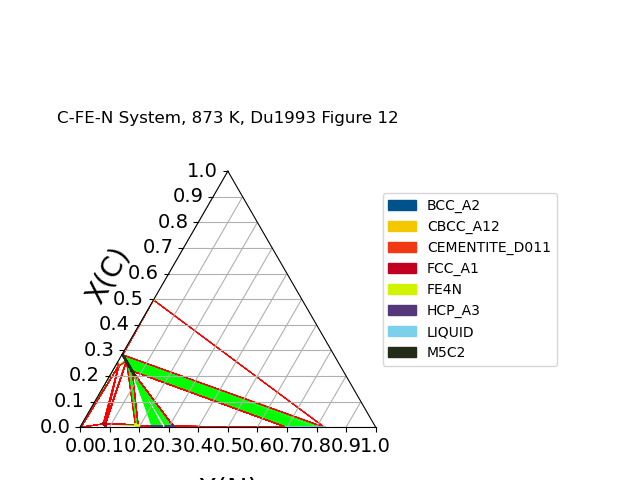 C-FE-N System, 873 K, Du1993 Figure 12
1.0
0.9
0.8
0.7
0.6
0.5
0.4
0.3
0.2
0.1
0.0
X(C)
0.00.10.20.30.40.50.60.70.80.91.0
X(N)
BCC_A2
CBCC_A12
CEMENTITE_D011
FCC_A1
FE4N
HCP_A3
LIQUID
M5C2